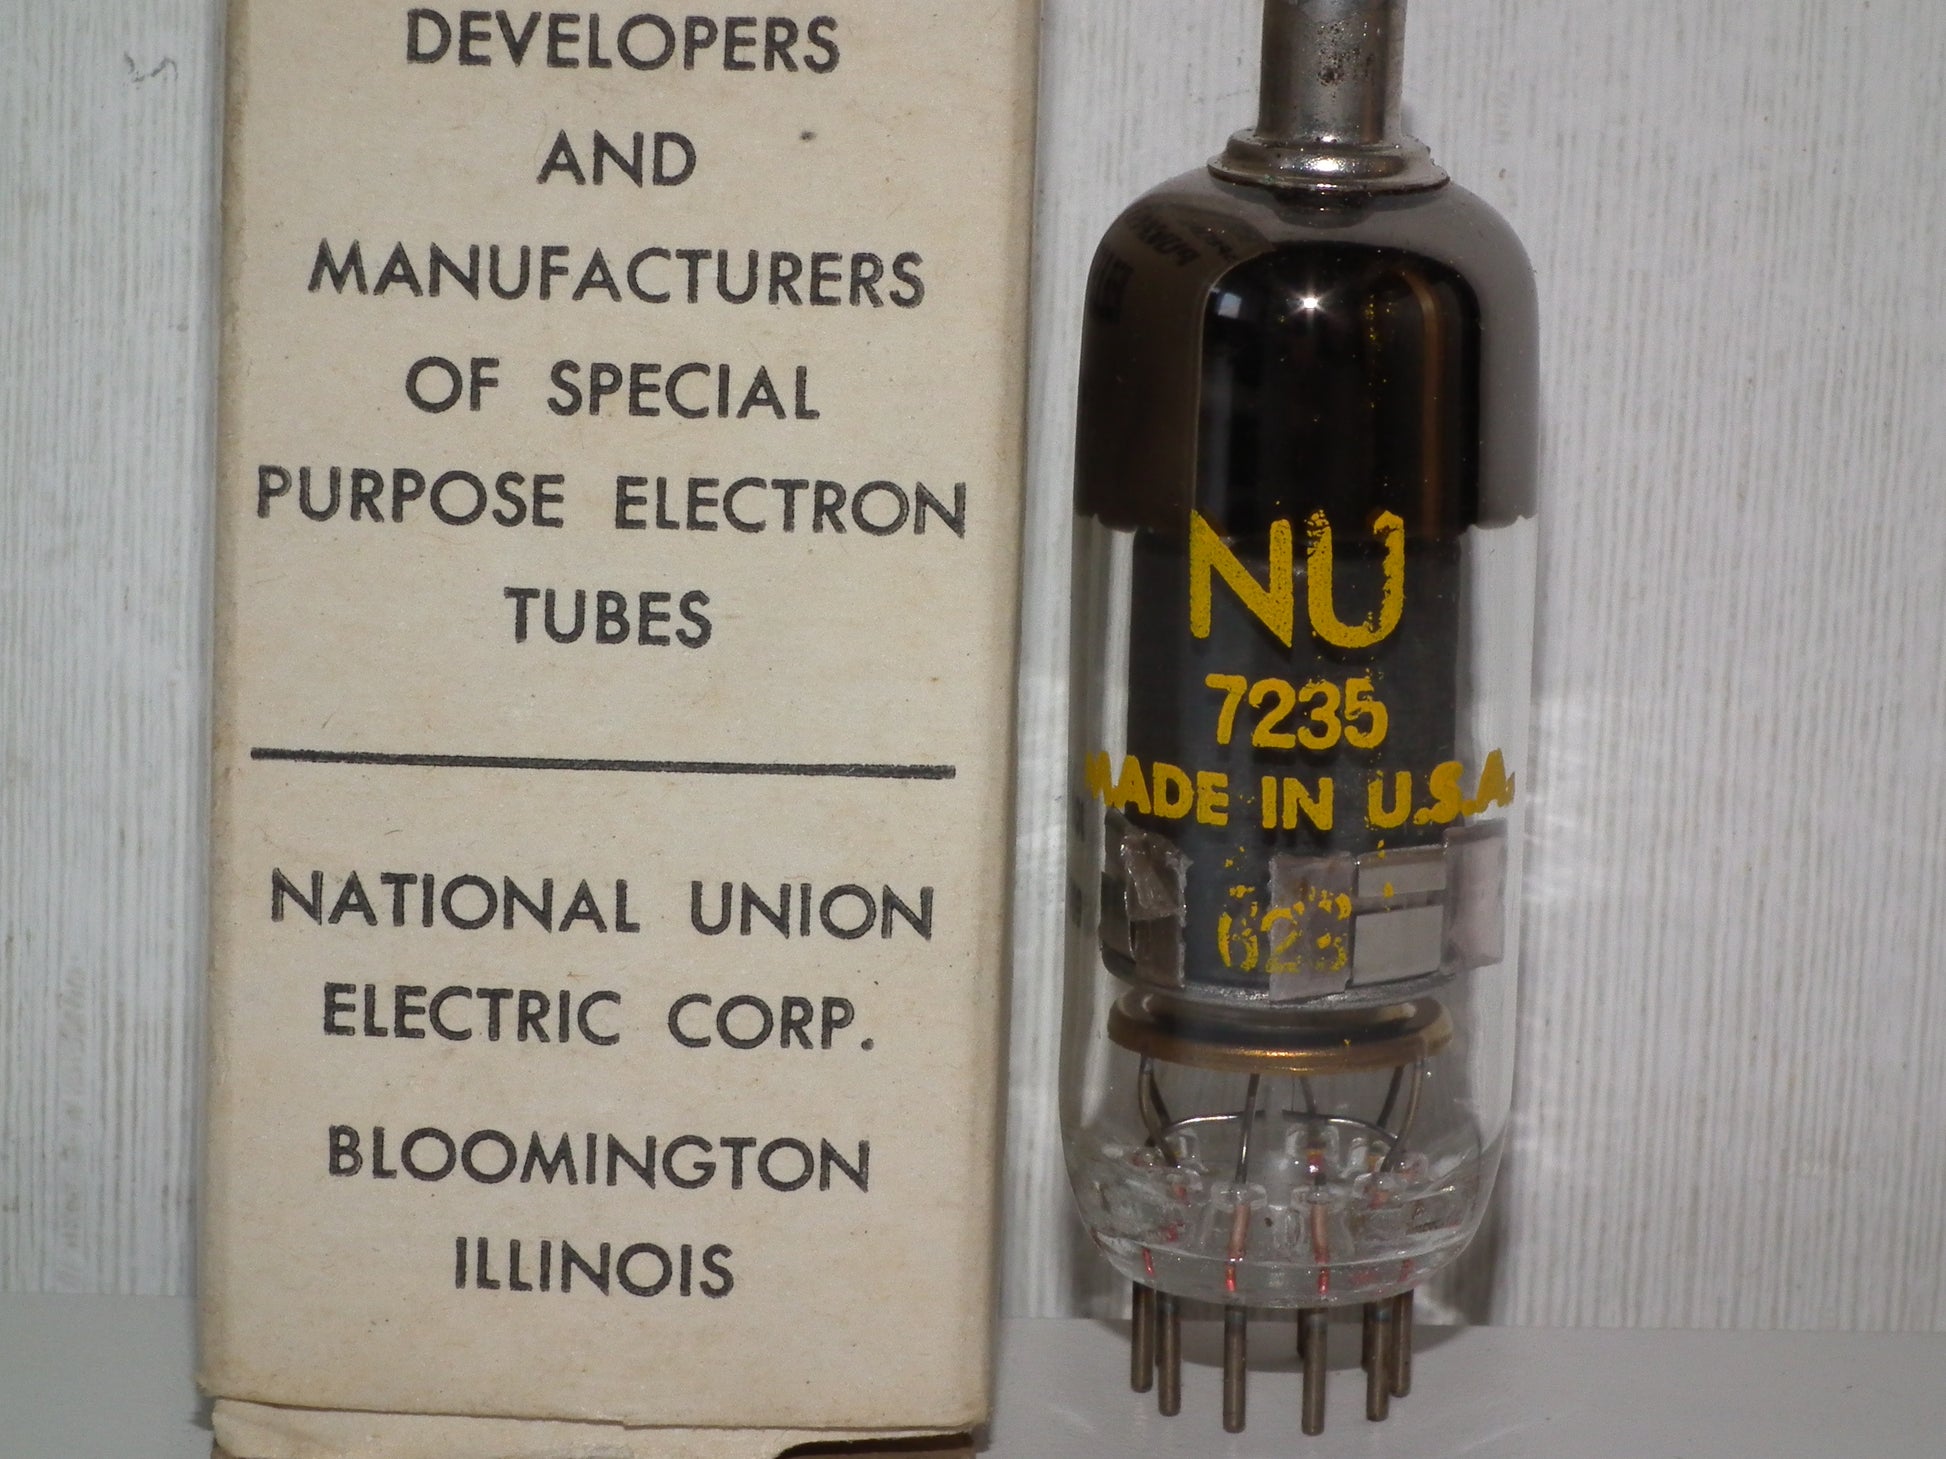 DEVELOPERS
AND
MANUFACTURERS
OF SPECIAL
PURPOSE ELECTRON
TUBES
NATIONAL UNION
ELECTRIC CORP.
BLOOMINGTON
ILLINOIS
NU
7235
MADE IN U.S.A.